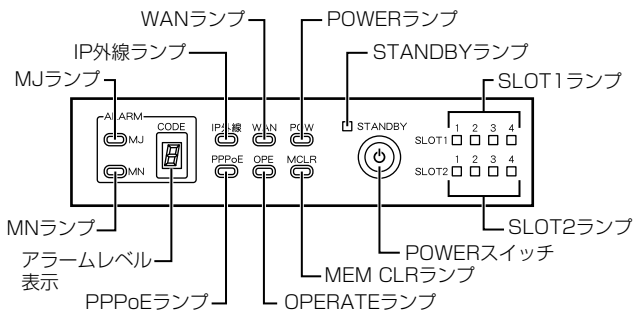 WANランプ
POWERランプ
IP外線ランプ
STANDBYランプ
MJランプ
SLOT1ランプ
ALARM
CODE
MJ
MN
IP外線 WAN POW
PPPoE OPE MCLR
STANDBY
1 2 3 4
SLOT1
1 2 3 4
SLOT2
MNランプ
SLOT2ランプ
アラームレベル
表示
POWERスイッチ
MEM CLRランプ
PPPoEランプ
OPERATEランプ